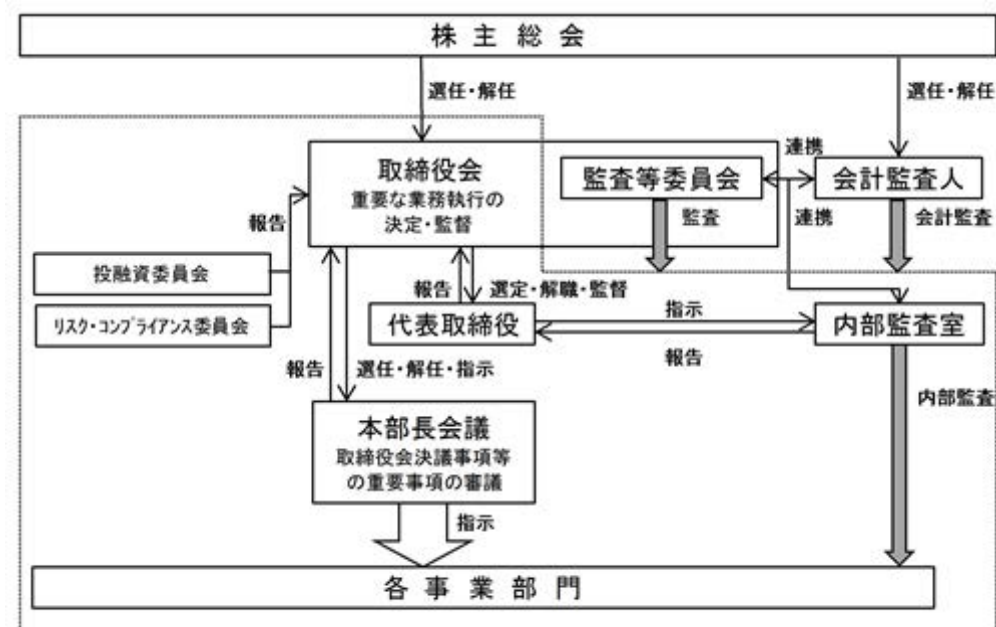 株主総会
選任・解任
選任・解任
取締役会
重要な業務執行の
決定・監督
監査等委員会
連携
会計監査人
報告
監査
連携
会計監査
投融資委員会
リスク・コンプライアンス委員会
報告
選定・解職・監督
代表取締役
指示
報告
内部監査室
報告
選任・解任・指示
内部監査
本部長会議
取締役会決議事項等
の重要事項の審議
指示
各事業部門